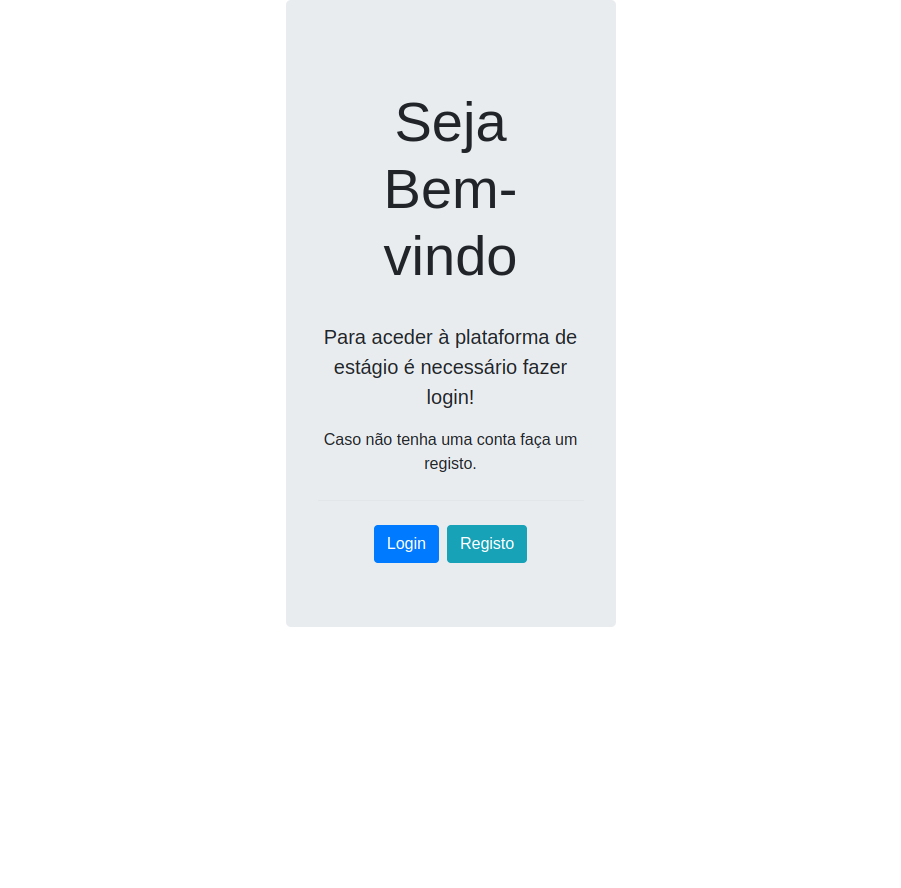 Seja
Bem-
vindo
Para aceder à plataforma de
estágio é necessário fazer
login!
Caso não tenha uma conta faça um
registo.
Login Registo